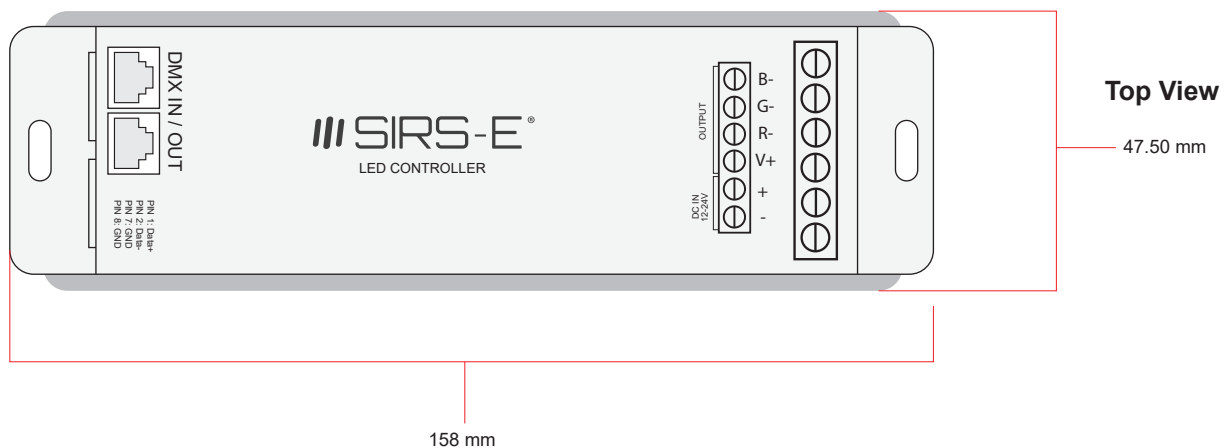 DMX IN / OUT
PIN 1: Data+
PIN 2: Data-
PIN 7: GND
PIN 8: GND
SIRS-E®
LED CONTROLLER
OUTPUT
B-
G-
R-
V+
DC IN
12-24V
+
-
Top View
47.50 mm
158 mm